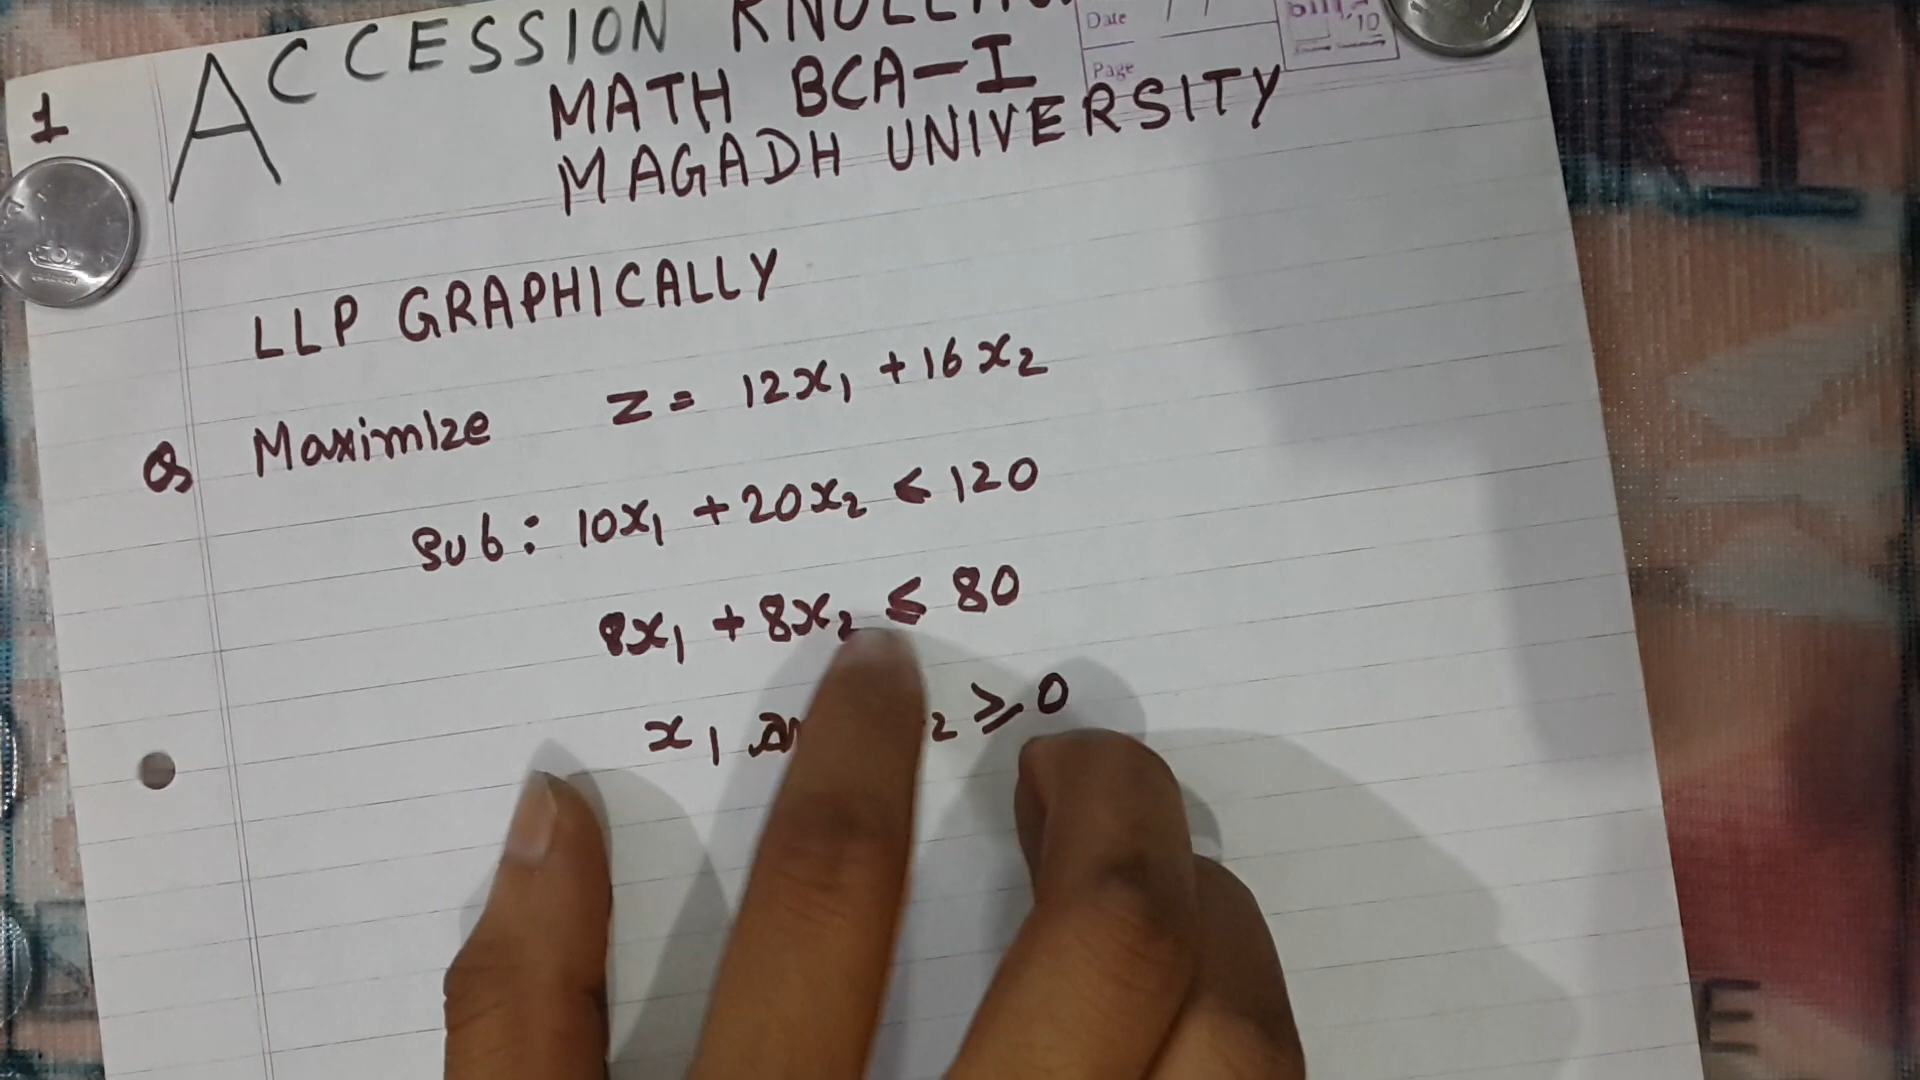 1
ACCESSION
Date
Page
MATH BCA-I
MAGADH UNIVERSITY
LLP GRAPHICALLY
Q Maximize Z = 12x₁ + 16x₂
Sub: 10x₁ + 20x₂ < 120
8x₁ + 8x₂ ≤ 80
x₁ ₂ ≥ 0